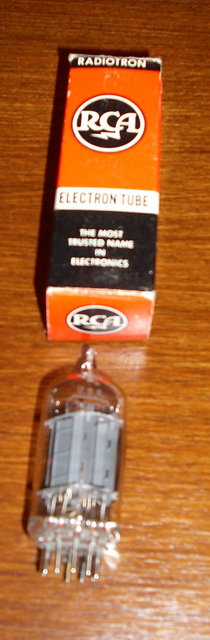 RADIOTRON
RCA
ELECTRON TUBE
THE MOST
TRUSTED NAME
IN
ELECTRONICS
RCA